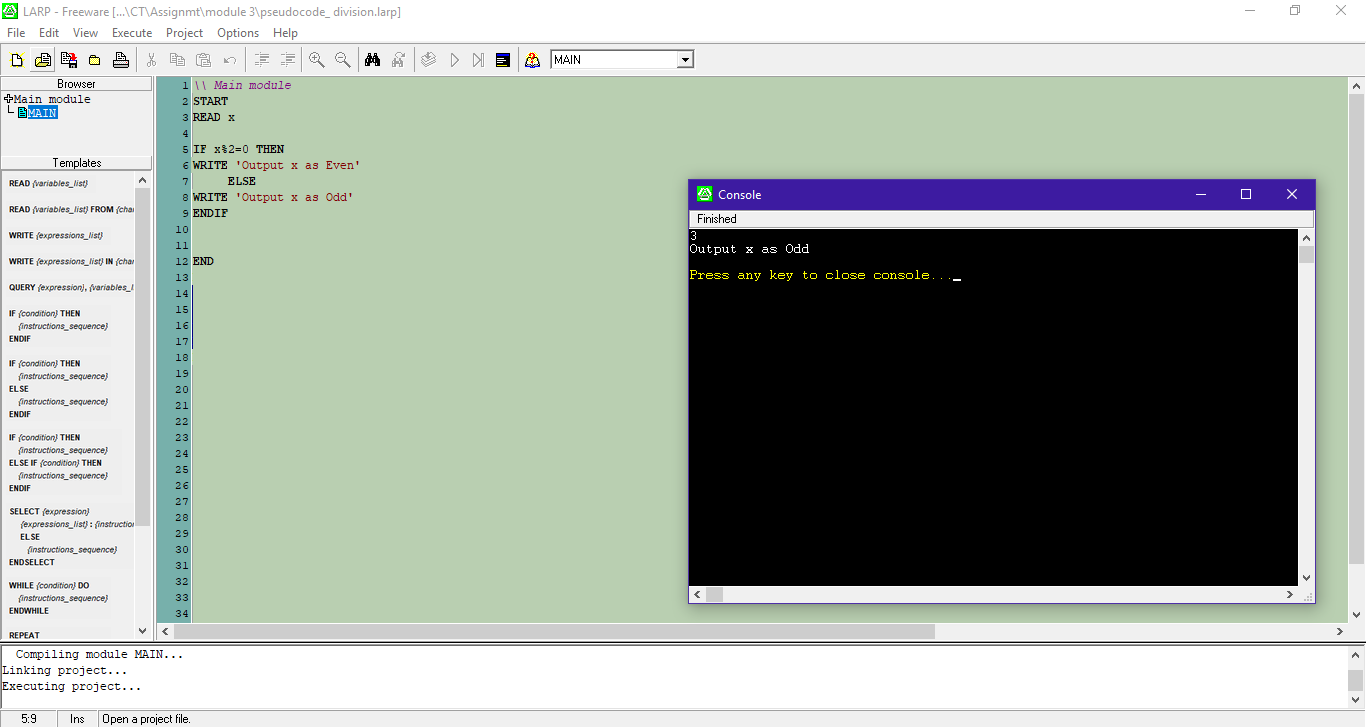 LARP - Freeware [...\CT\Assignmt\module 3\pseudocode_ division.larp]
File Edit View Execute Project Options Help
MAIN
Browser
Main module
MAIN
Templates
READ {variables_list}
READ {variables_list} FROM {char
WRITE {expressions_list}
WRITE {expressions_list} IN {char
QUERY {expression}, {variables_l
IF {condition} THEN
{instructions_sequence}
ENDIF
IF {condition} THEN
{instructions_sequence}
ELSE
{instructions_sequence}
ENDIF
IF {condition} THEN
{instructions_sequence}
ELSE IF {condition} THEN
{instructions_sequence}
ENDIF
SELECT {expression}
{expressions_list} : {instruction
ELSE
{instructions_sequence}
ENDSELECT
WHILE {condition} DO
{instructions_sequence}
ENDWHILE
REPEAT
1 \\ Main module
2 START
3 READ x
4
5 IF x%2=0 THEN
6 WRITE 'Output x as Even'
7 ELSE
8 WRITE 'Output x as Odd'
9 ENDIF
10
11
12 END
13
14
15
16
17
18
19
20
21
22
23
24
25
26
27
28
29
30
31
32
33
34
Console
Finished
3
Output x as Odd
Press any key to close console..._
Compiling module MAIN...
Linking project...
Executing project...
5:9 Ins Open a project file.